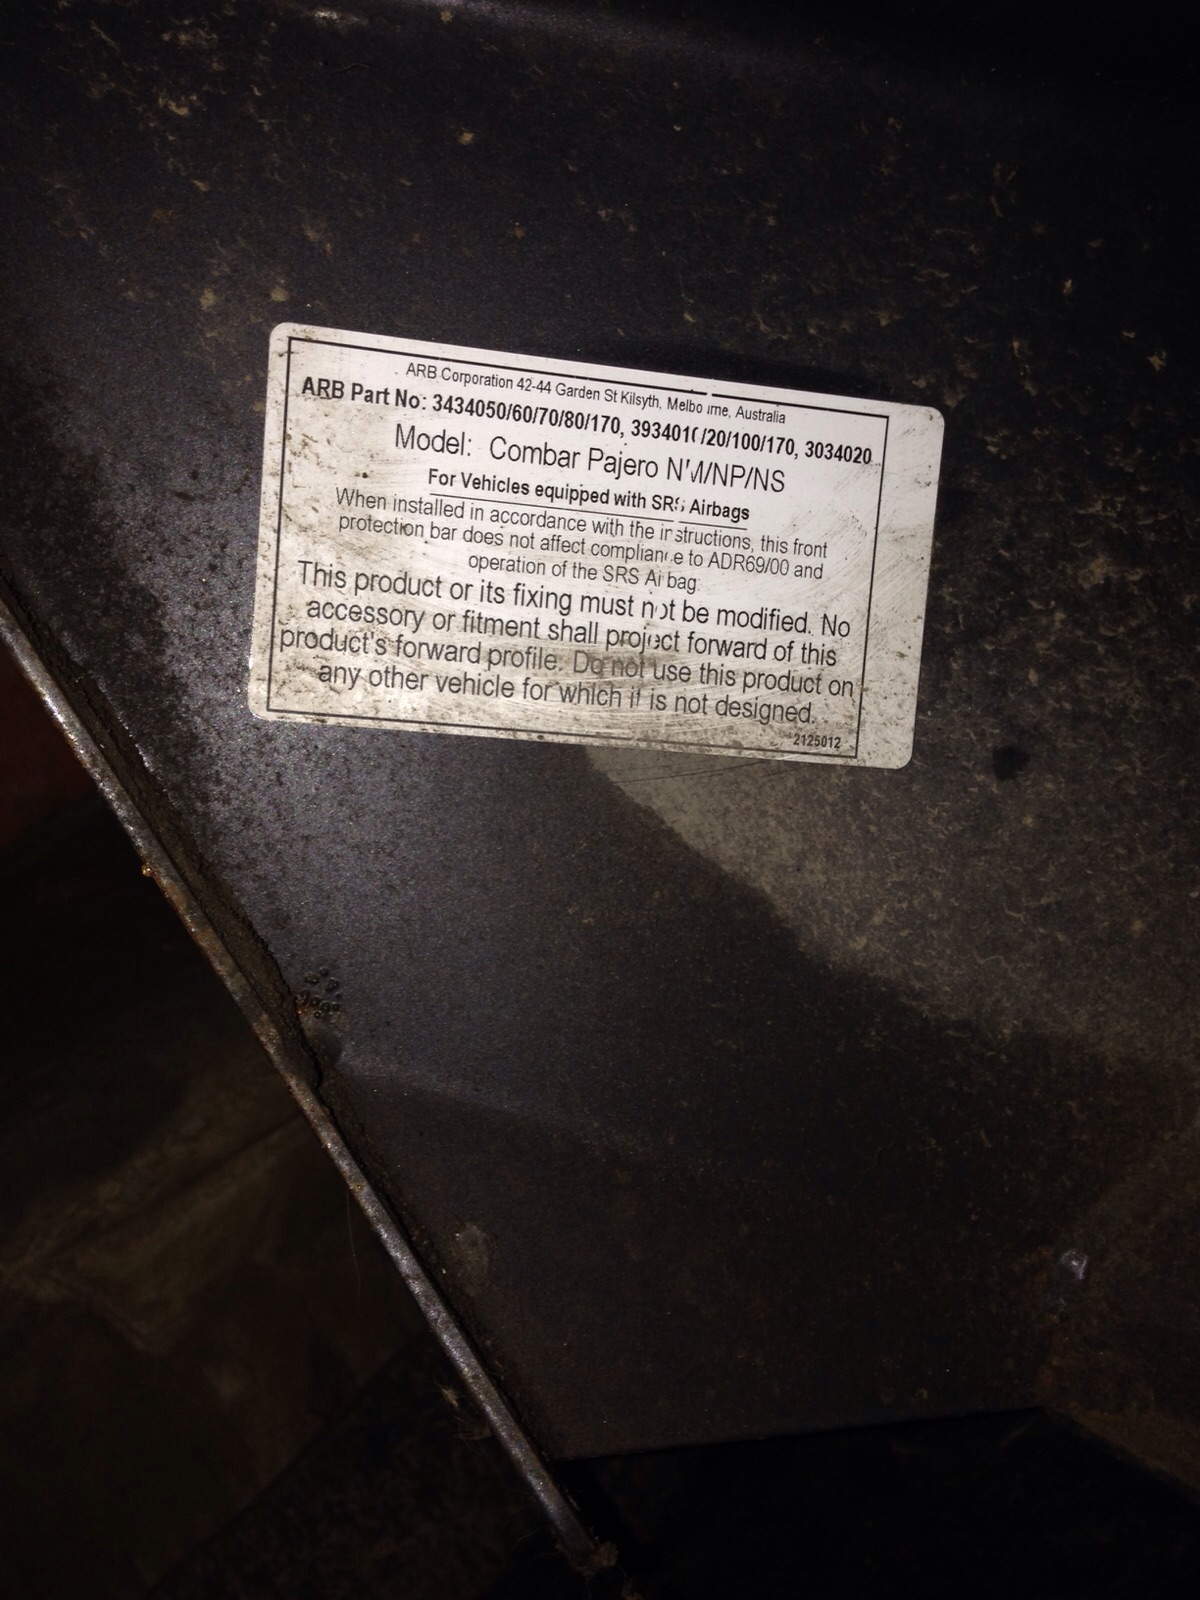 ARB Corporation 42-44 Garden St Kilsyth, Melbourne, Australia
ARB Part No: 3434050/60/70/80/170, 3934010/20/100/170, 3034020
Model: Combar Pajero NM/NP/NS
For Vehicles equipped with SRS Airbags
When installed in accordance with the instructions, this front
protection bar does not affect compliance to ADR69/00 and
operation of the SRS Airbag
This product or its fixing must not be modified. No
accessory or fitment shall project forward of this
product's forward profile. Do not use this product on
any other vehicle for which it is not designed.
2125012